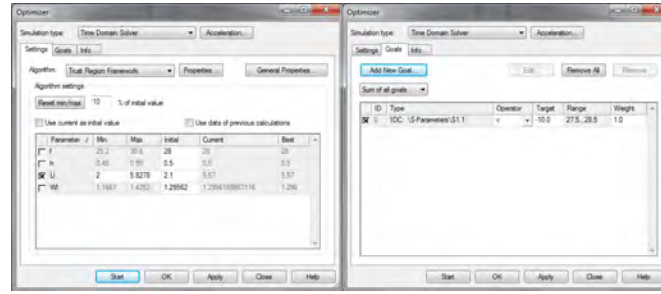 Optimizer
Simulation type: Time Domain Solver Acceleration...
Settings Goals Info
Algorithm: Trust Region Framework Properties... General Properties...
Algorithm settings
Reset min/max 10 % of initial value
Use current as initial value Use data of previous calculations
Parameter / Min Max Initial Current Best
f 25.2 30.8 28 28 28
h 0.45 0.55 0.5 0.5 0.5
2 5.8278 2.1 5.57 5.57
Wl 1.4252 1.29562 1.296
Start OK Apply Close Help
Optimizer
Simulation type: Time Domain Solver Acceleration...
Settings Goals Info
Add New Goal... Edit... Remove All Remove
Sum of all goals
ID Type Operator Target Range Weight
1DC: \S-Parameters\S1.1 < -10.0 27.5...28.5 1.0
Start OK Apply Close Help